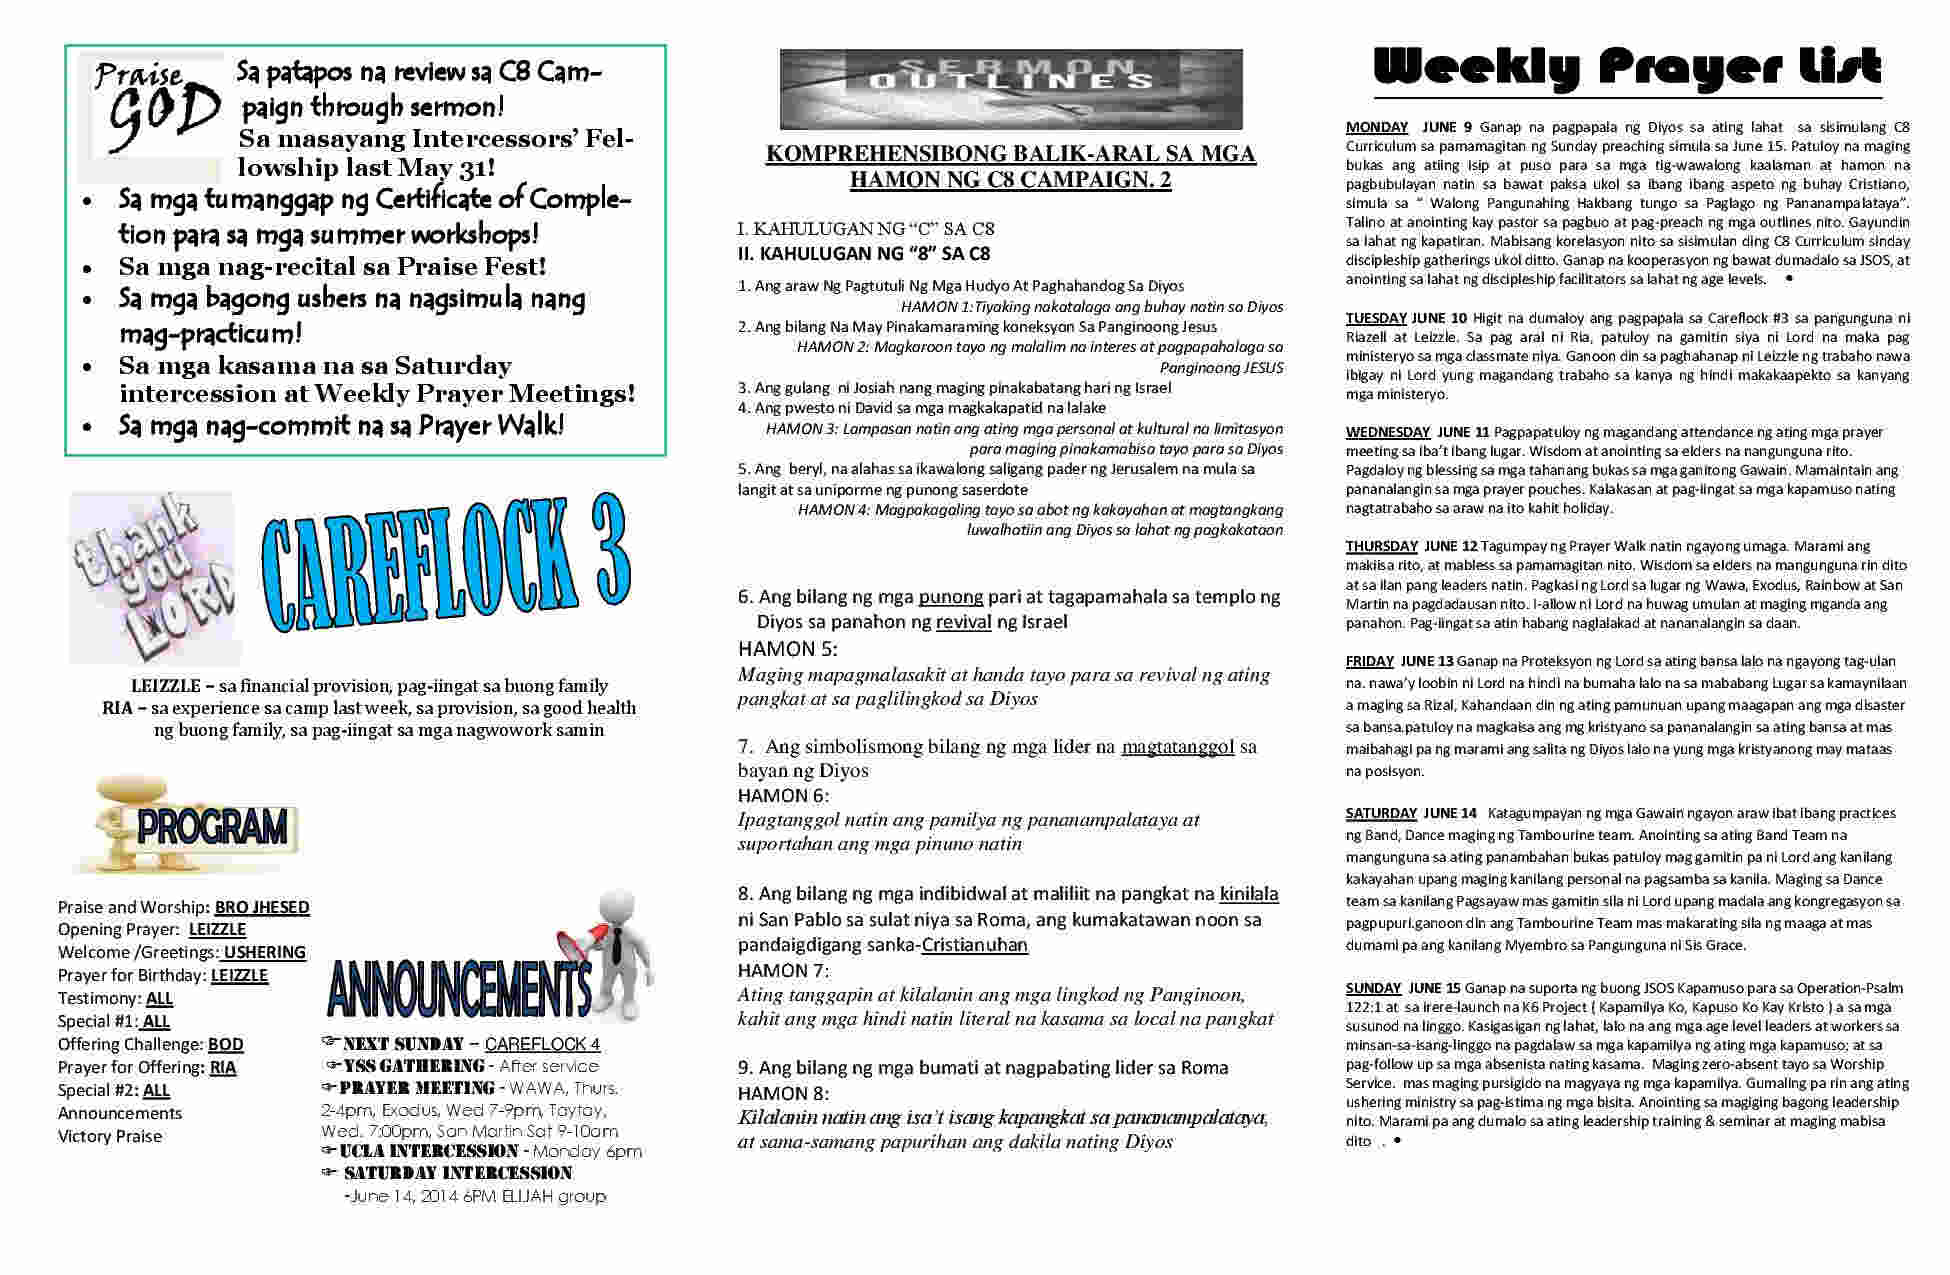 Praise
GOD
Sa patapos na review sa C8 Cam-
paign through sermon!
Sa masayang Intercessors' Fel-
lowship last May 31!
• Sa mga tumanggap ng Certificate of Comple-
tion para sa mga summer workshops!
• Sa mga nag-recital sa Praise Fest!
• Sa mga bagong ushers na nagsimula nang
mag-practicum!
• Sa mga kasama na sa Saturday
intercession at Weekly Prayer Meetings!
• Sa mga nag-commit na sa Prayer Walk!
thank
you
LORD
CAREFLOCK 3
LEIZZLE – sa financial provision, pag-iingat sa buong family
RIA – sa experience sa camp last week, sa provision, sa good health
ng buong family, sa pag-iingat sa mga nagwowork samin
PROGRAM
Praise and Worship: BRO JHESED
Opening Prayer: LEIZZLE
Welcome /Greetings: USHERING
Prayer for Birthday: LEIZZLE
Testimony: ALL
Special #1: ALL
Offering Challenge: BOD
Prayer for Offering: RIA
Special #2: ALL
Announcements
Victory Praise
ANNOUNCEMENTS
☞NEXT SUNDAY – CAREFLOCK 4
☞YSS GATHERING - After service
☞PRAYER MEETING - WAWA, Thurs.
2-4pm, Exodus, Wed 7-9pm, Taytay,
Wed. 7:00pm, San Martin Sat 9-10am
☞UCLA INTERCESSION - Monday 6pm
☞ SATURDAY INTERCESSION
-June 14, 2014 6PM ELIJAH group
SERMON
OUTLINES
KOMPREHENSIBONG BALIK-ARAL SA MGA
HAMON NG C8 CAMPAIGN. 2
I. KAHULUGAN NG “C” SA C8
II. KAHULUGAN NG “8” SA C8
1. Ang araw Ng Pagtutuli Ng Mga Hudyo At Paghahandog Sa Diyos
HAMON 1:Tiyaking nakatalaga ang buhay natin sa Diyos
2. Ang bilang Na May Pinakamaraming koneksyon Sa Panginoong Jesus
HAMON 2: Magkaroon tayo ng malalim na interes at pagpapahalaga sa
Panginoong JESUS
3. Ang gulang ni Josiah nang maging pinakabatang hari ng Israel
4. Ang pwesto ni David sa mga magkakapatid na lalake
HAMON 3: Lampasan natin ang ating mga personal at kultural na limitasyon
para maging pinakamabisa tayo para sa Diyos
5. Ang beryl, na alahas sa ikawalong saligang pader ng Jerusalem na mula sa
langit at sa uniporme ng punong saserdote
HAMON 4: Magpakagaling tayo sa abot ng kakayahan at magtangkang
luwalhatiin ang Diyos sa lahat ng pagkakataon
6. Ang bilang ng mga punong pari at tagapamahala sa templo ng
Diyos sa panahon ng revival ng Israel
HAMON 5:
Maging mapagmalasakit at handa tayo para sa revival ng ating
pangkat at sa paglilingkod sa Diyos
7. Ang simbolismong bilang ng mga lider na magtatanggol sa
bayan ng Diyos
HAMON 6:
Ipagtanggol natin ang pamilya ng pananampalataya at
suportahan ang mga pinuno natin
8. Ang bilang ng mga indibidwal at maliliit na pangkat na kinilala
ni San Pablo sa sulat niya sa Roma, ang kumakatawan noon sa
pandaigdigang sanka-Cristianuhan
HAMON 7:
Ating tanggapin at kilalanin ang mga lingkod ng Panginoon,
kahit ang mga hindi natin literal na kasama sa local na pangkat
9. Ang bilang ng mga bumati at nagpabating lider sa Roma
HAMON 8:
Kilalanin natin ang isa’t isang kapangkat sa pananampalataya,
at sama-samang papurihan ang dakila nating Diyos
Weekly Prayer List
MONDAY JUNE 9 Ganap na pagpapala ng Diyos sa ating lahat sa sisimulang C8
Curriculum sa pamamagitan ng Sunday preaching simula sa June 15. Patuloy na maging
bukas ang atiing isip at puso para sa mga tig-wawalong kaalaman at hamon na
pagbubulayan natin sa bawat paksa ukol sa ibang ibang aspeto ng buhay Cristiano,
simula sa “ Walong Pangunahing Hakbang tungo sa Paglago ng Pananampalataya”.
Talino at anointing kay pastor sa pagbuo at pag-preach ng mga outlines nito. Gayundin
sa lahat ng kapatiran. Mabisang korelasyon nito sa sisimulan ding C8 Curriculum sinday
discipleship gatherings ukol ditto. Ganap na kooperasyon ng bawat dumadalo sa JSOS, at
anointing sa lahat ng discipleship facilitators sa lahat ng age levels. •
TUESDAY JUNE 10 Higit na dumaloy ang pagpapala sa Careflock #3 sa pangunguna ni
Riazell at Leizzle. Sa pag aral ni Ria, patuloy na gamitin siya ni Lord na maka pag
ministeryo sa mga classmate niya. Ganoon din sa paghahanap ni Leizzle ng trabaho nawa
ibigay ni Lord yung magandang trabaho sa kanya ng hindi makakaapekto sa kanyang
mga ministeryo.
WEDNESDAY JUNE 11 Pagpapatuloy ng magandang attendance ng ating mga prayer
meeting sa iba’t ibang lugar. Wisdom at anointing sa elders na nangunguna rito.
Pagdaloy ng blessing sa mga tahanang bukas sa mga ganitong Gawain. Mamaintain ang
pananalangin sa mga prayer pouches. Kalakasan at pag-iingat sa mga kapamuso nating
nagtatrabaho sa araw na ito kahit holiday.
THURSDAY JUNE 12 Tagumpay ng Prayer Walk natin ngayong umaga. Marami ang
makiisa rito, at mabless sa pamamagitan nito. Wisdom sa elders na mangunguna rin dito
at sa ilan pang leaders natin. Pagkasi ng Lord sa lugar ng Wawa, Exodus, Rainbow at San
Martin na pagdadausan nito. I-allow ni Lord na huwag umulan at maging mganda ang
panahon. Pag-iingat sa atin habang naglalakad at nananalangin sa daan.
FRIDAY JUNE 13 Ganap na Proteksyon ng Lord sa ating bansa lalo na ngayong tag-ulan
na. nawa’y loobin ni Lord na hindi na bumaha lalo na sa mababang Lugar sa kamaynilaan
a maging sa Rizal, Kahandaan din ng ating pamunuan upang maagapan ang mga disaster
sa bansa.patuloy na magkaisa ang mg kristyano sa pananalangin sa ating bansa at mas
maibahagi pa ng marami ang salita ng Diyos lalo na yung mga kristyanong may mataas
na posisyon.
SATURDAY JUNE 14 Katagumpayan ng mga Gawain ngayon araw ibat ibang practices
ng Band, Dance maging ng Tambourine team. Anointing sa ating Band Team na
mangunguna sa ating panambahan bukas patuloy mag gamitin pa ni Lord ang kanilang
kakayahan upang maging kanilang personal na pagsamba sa kanila. Maging sa Dance
team sa kanilang Pagsayaw mas gamitin sila ni Lord upang madala ang kongregasyon sa
pagpupuri.ganoon din ang Tambourine Team mas makarating sila ng maaga at mas
dumami pa ang kanilang Myembro sa Pangunguna ni Sis Grace.
SUNDAY JUNE 15 Ganap na suporta ng buong JSOS Kapamuso para sa Operation-Psalm
122:1 at sa irere-launch na K6 Project ( Kapamilya Ko, Kapuso Ko Kay Kristo ) a sa mga
susunod na linggo. Kasigasigan ng lahat, lalo na ang mga age level leaders at workers sa
minsan-sa-isang-linggo na pagdalaw sa mga kapamilya ng ating mga kapamuso; at sa
pag-follow up sa mga absenista nating kasama. Maging zero-absent tayo sa Worship
Service. mas maging pursigido na magyaya ng mga kapamilya. Gumaling pa rin ang ating
ushering ministry sa pag-istima ng mga bisita. Anointing sa magiging bagong leadership
nito. Marami pa ang dumalo sa ating leadership training & seminar at maging mabisa
dito . •